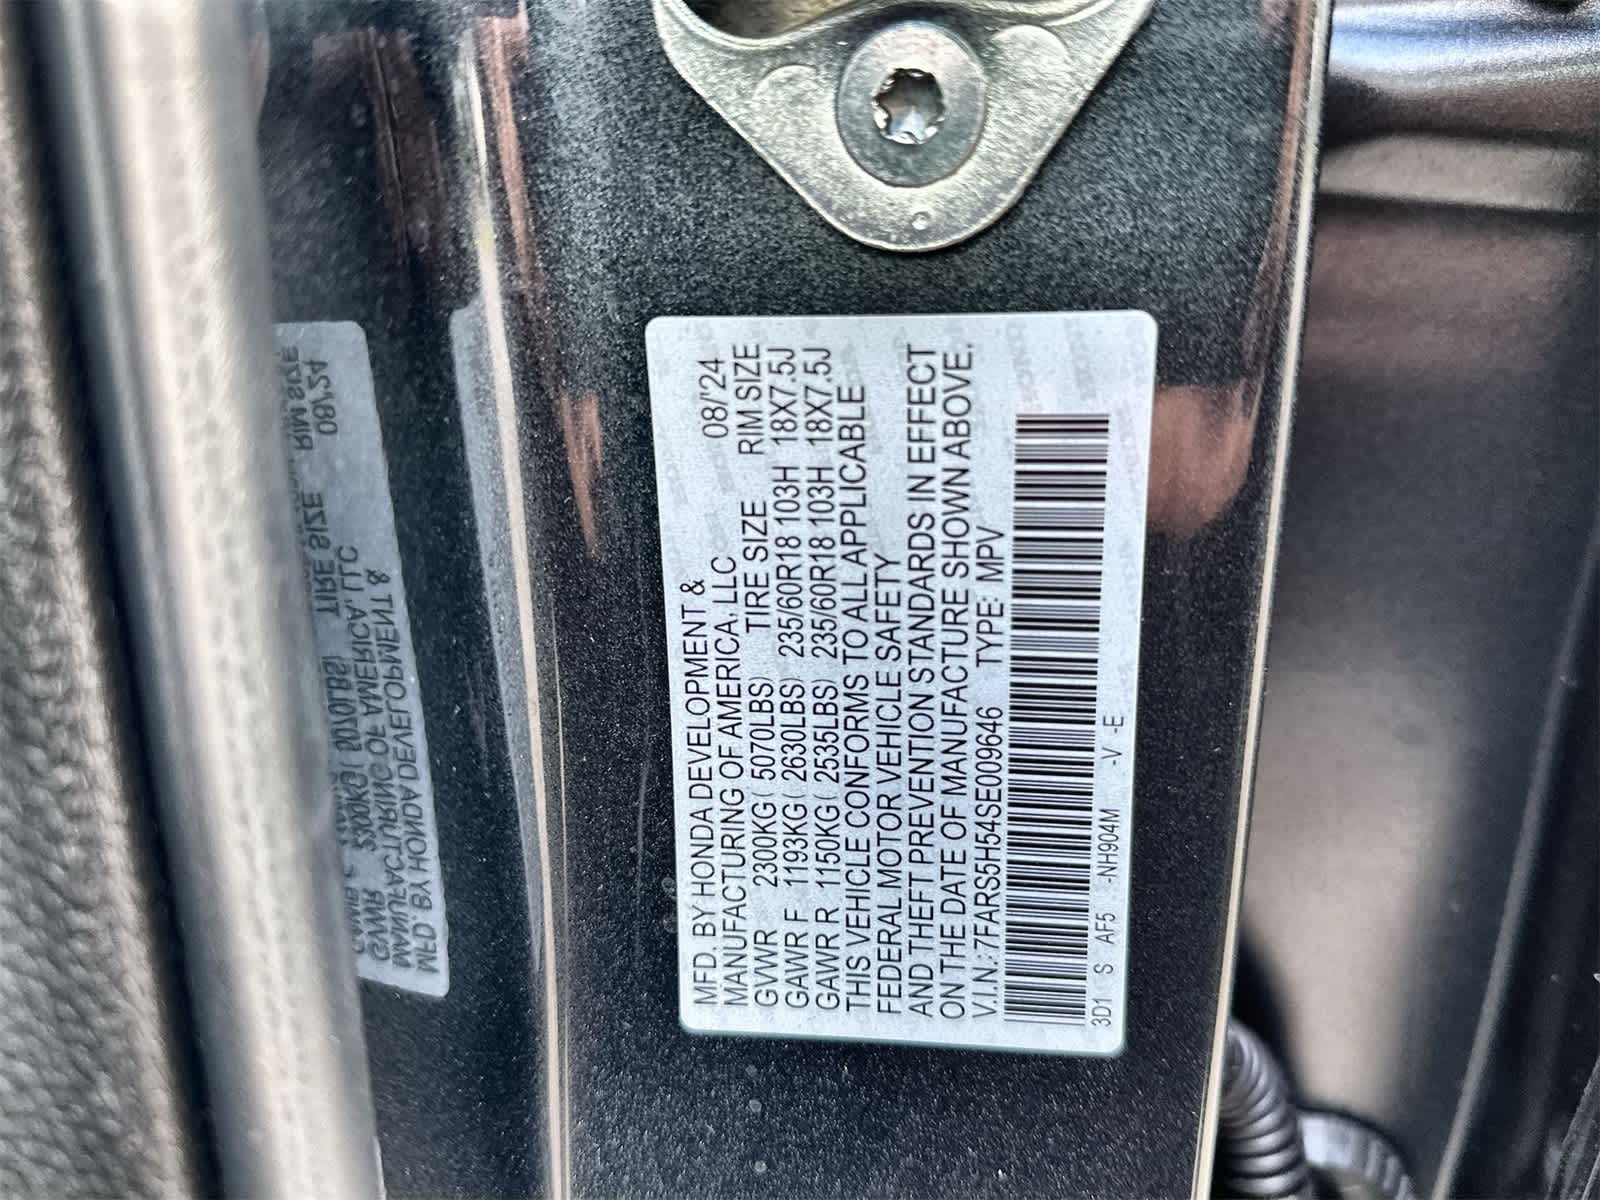 MFD. BY HONDA DEVELOPMENT &
MANUFACTURING OF AMERICA, LLC 08/'24
GVWR 2300KG( 5070LBS) TIRE SIZE RIM SIZE
GAWR F 1193KG( 2630LBS) 235/60R18 103H 18X7.5J
GAWR R 1150KG( 2535LBS) 235/60R18 103H 18X7.5J
THIS VEHICLE CONFORMS TO ALL APPLICABLE
FEDERAL MOTOR VEHICLE SAFETY
AND THEFT PREVENTION STANDARDS IN EFFECT
ON THE DATE OF MANUFACTURE SHOWN ABOVE.
V.I.N.: 7FARS5H54SE009646 TYPE: MPV
3D1 S AF5 -NH904M -V -E